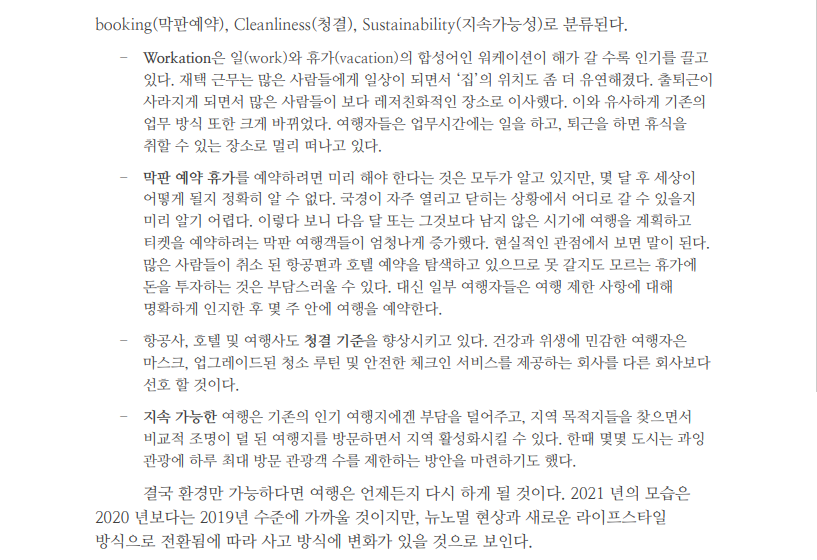 booking(막판예약), Cleanliness(청결), Sustainability(지속가능성)로 분류된다.
– Workation은 일(work)와 휴가(vacation)의 합성어인 워케이션이 해가 갈 수록 인기를 끌고
있다. 재택 근무는 많은 사람들에게 일상이 되면서 ‘집’의 위치도 좀 더 유연해졌다. 출퇴근이
사라지게 되면서 많은 사람들이 보다 레저친화적인 장소로 이사했다. 이와 유사하게 기존의
업무 방식 또한 크게 바뀌었다. 여행자들은 업무시간에는 일을 하고, 퇴근을 하면 휴식을
취할 수 있는 장소로 멀리 떠나고 있다.
– 막판 예약 휴가를 예약하려면 미리 해야 한다는 것은 모두가 알고 있지만, 몇 달 후 세상이
어떻게 될지 정확히 알 수 없다. 국경이 자주 열리고 닫히는 상황에서 어디로 갈 수 있을지
미리 알기 어렵다. 이렇다 보니 다음 달 또는 그것보다 남지 않은 시기에 여행을 계획하고
티켓을 예약하려는 막판 여행객들이 엄청나게 증가했다. 현실적인 관점에서 보면 말이 된다.
많은 사람들이 취소 된 항공편과 호텔 예약을 탐색하고 있으므로 못 갈지도 모르는 휴가에
돈을 투자하는 것은 부담스러울 수 있다. 대신 일부 여행자들은 여행 제한 사항에 대해
명확하게 인지한 후 몇 주 안에 여행을 예약한다.
– 항공사, 호텔 및 여행사도 청결 기준을 향상시키고 있다. 건강과 위생에 민감한 여행자은
마스크, 업그레이드된 청소 루틴 및 안전한 체크인 서비스를 제공하는 회사를 다른 회사보다
선호 할 것이다.
– 지속 가능한 여행은 기존의 인기 여행지에겐 부담을 덜어주고, 지역 목적지들을 찾으면서
비교적 조명이 덜 된 여행지를 방문하면서 지역 활성화시킬 수 있다. 한때 몇몇 도시는 과잉
관광에 하루 최대 방문 관광객 수를 제한하는 방안을 마련하기도 했다.
결국 환경만 가능하다면 여행은 언제든지 다시 하게 될 것이다. 2021 년의 모습은
2020 년보다는 2019년 수준에 가까울 것이지만, 뉴노멀 현상과 새로운 라이프스타일
방식으로 전환됨에 따라 사고 방식에 변화가 있을 것으로 보인다.